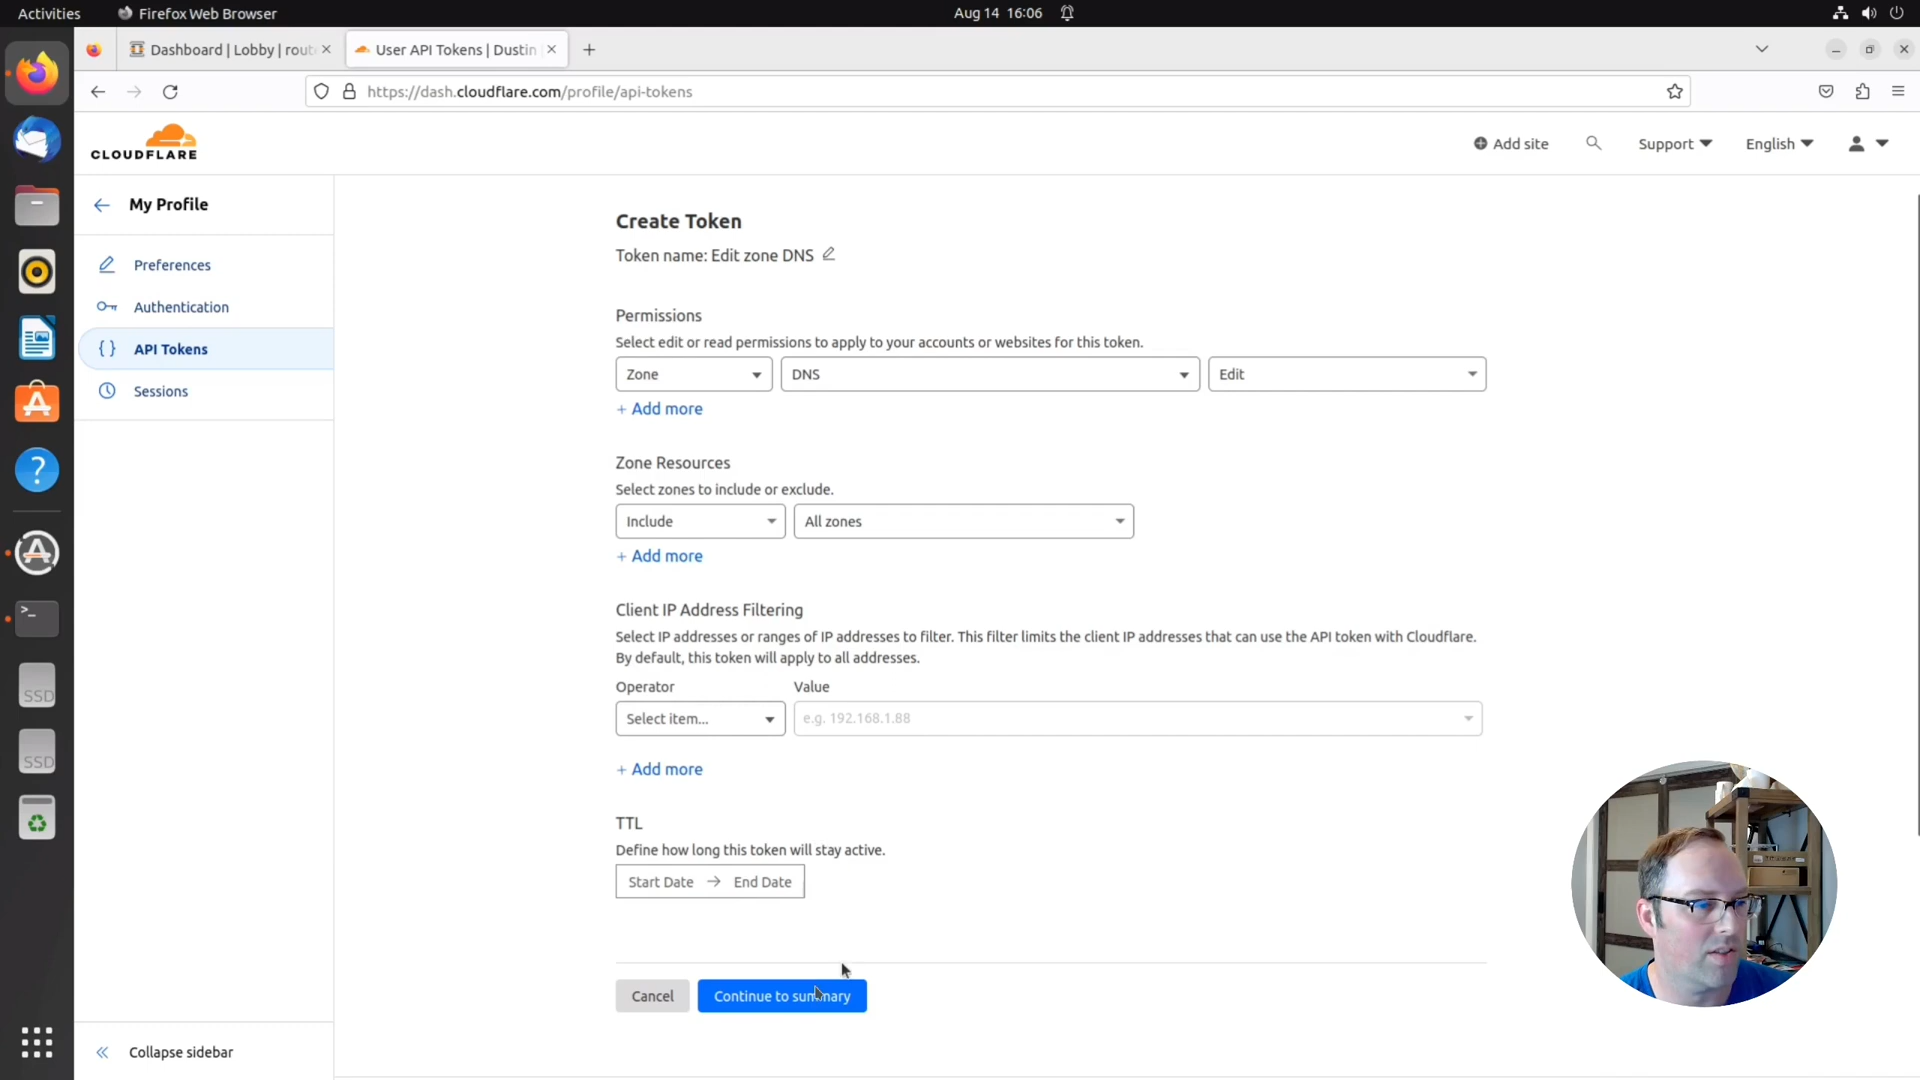 Activities
Firefox Web Browser
Aug 14 16:06
Dashboard | Lobby | rout
User API Tokens | Dustin
https://dash.cloudflare.com/profile/api-tokens
CLOUDFLARE
Add site
Support
English
My Profile
Preferences
Authentication
API Tokens
Sessions
Collapse sidebar
Create Token
Token name: Edit zone DNS
Permissions
Select edit or read permissions to apply to your accounts or websites for this token.
Zone
DNS
Edit
+ Add more
Zone Resources
Select zones to include or exclude.
Include
All zones
+ Add more
Client IP Address Filtering
Select IP addresses or ranges of IP addresses to filter. This filter limits the client IP addresses that can use the API token with Cloudflare.
By default, this token will apply to all addresses.
Operator
Value
Select item...
e.g. 192.168.1.88
+ Add more
TTL
Define how long this token will stay active.
Start Date → End Date
Cancel
Continue to summary
SSD
SSD